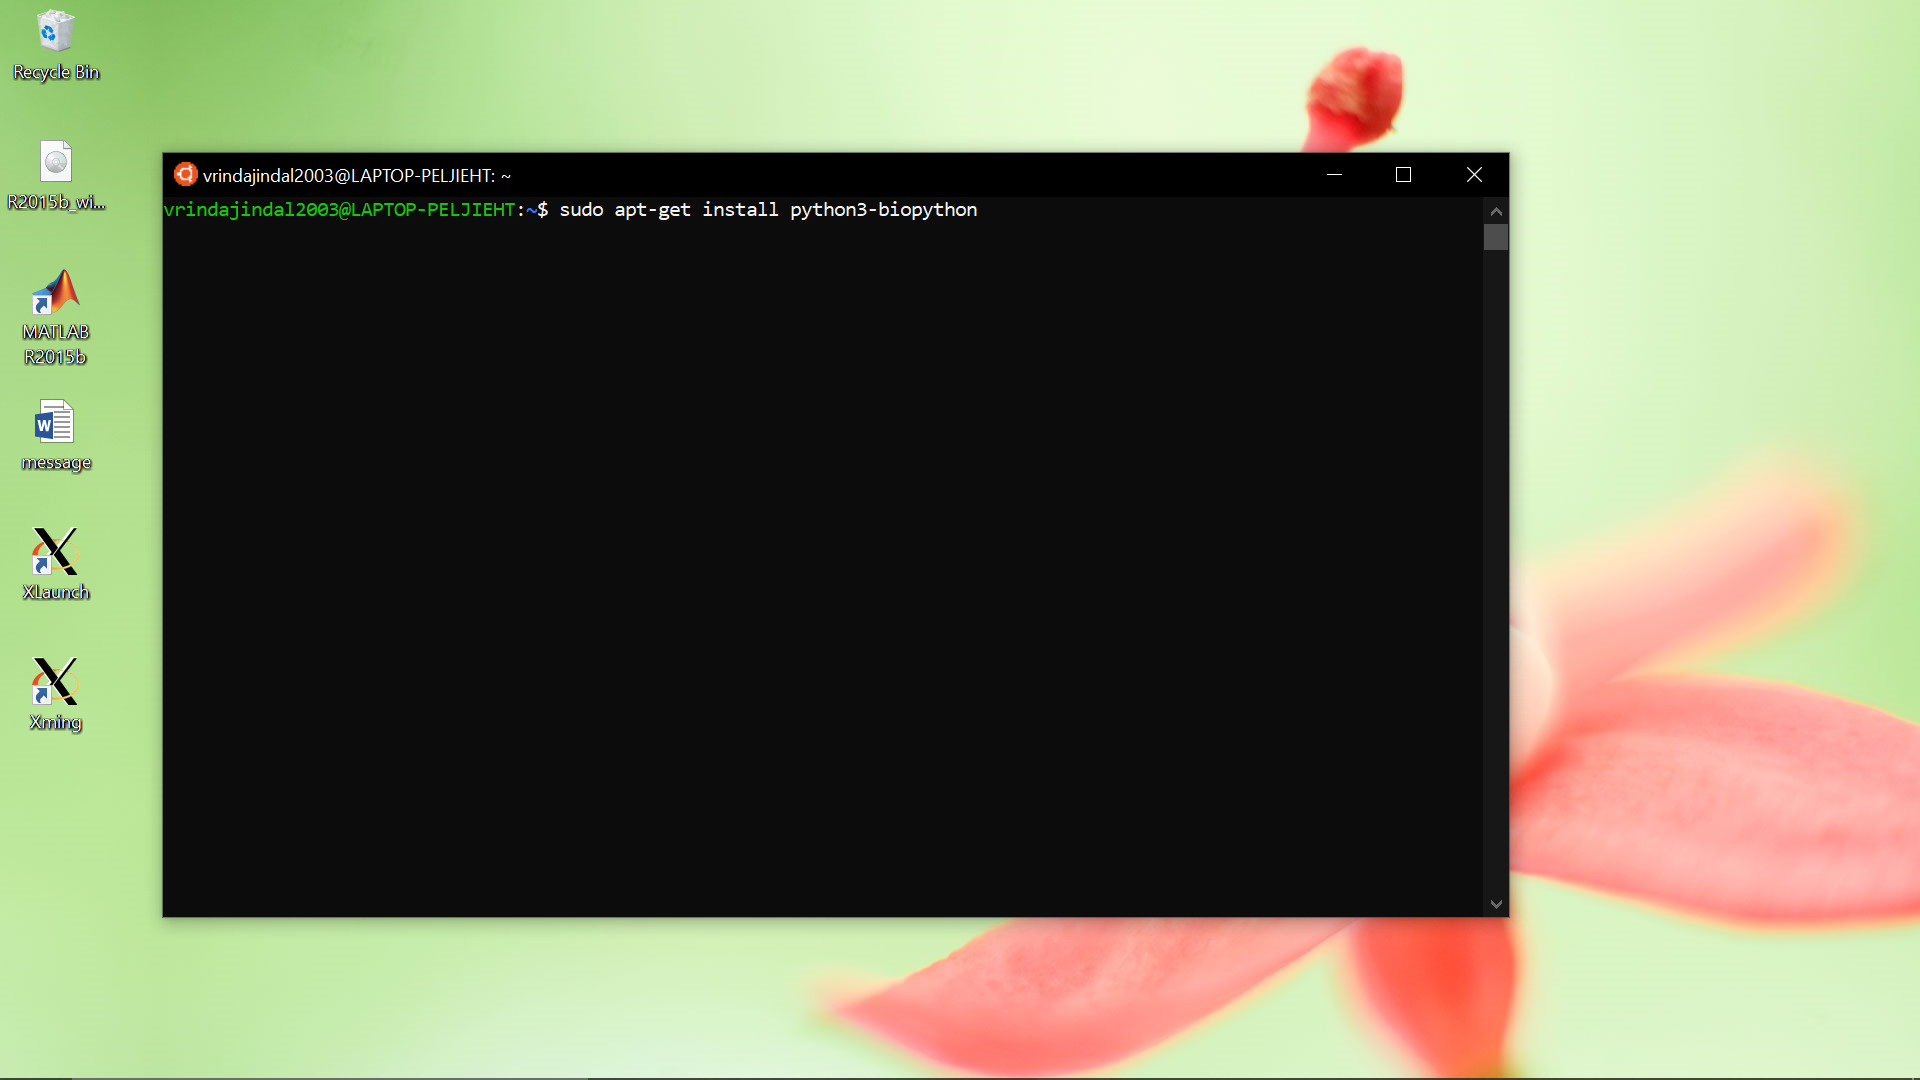 Recycle Bin
R2015b_wi...
MATLAB
R2015b
W
message
XLaunch
Xming
vrindajindal2003@LAPTOP-PELJIEHT: ~
vrindajindal2003@LAPTOP-PELJIEHT:~$ sudo apt-get install python3-biopython